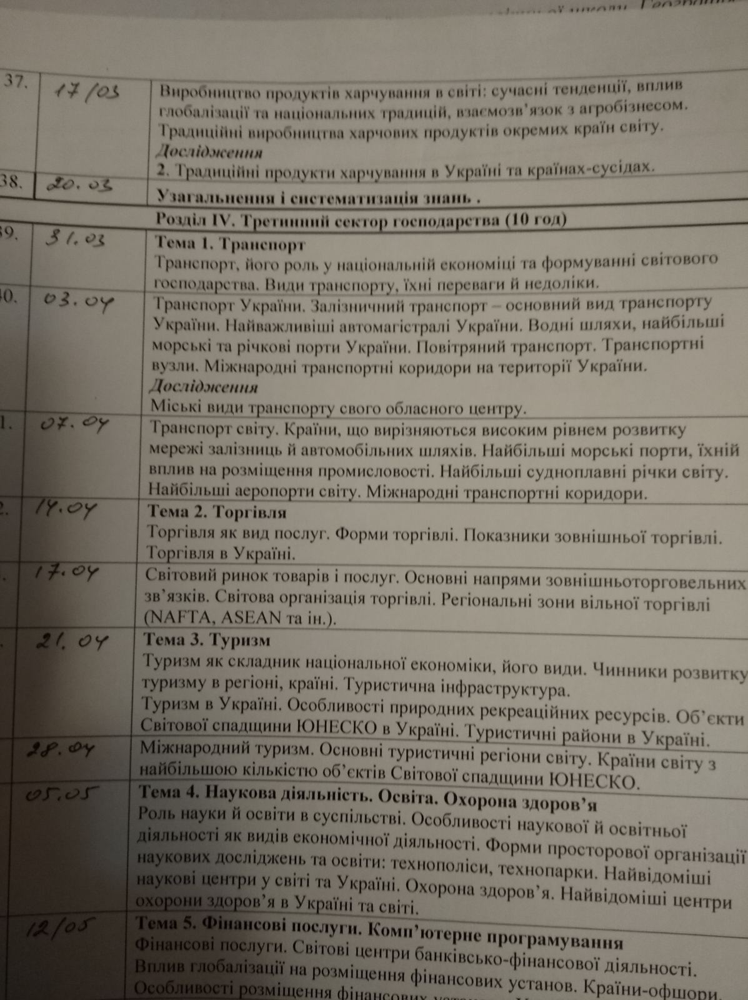 37.
17/03
Виробництво продуктів харчування в світі: сучасні тенденції, вплив
глобалізації та національних традицій, взаємозв’язок з агробізнесом.
Традиційні виробництва харчових продуктів окремих країн світу.
Дослідження
2. Традиційні продукти харчування в Україні та країнах-сусідах.
38.
20.03
Узагальнення і систематизація знань .
Розділ IV. Третинний сектор господарства (10 год)
39.
31.03
Тема 1. Транспорт
Транспорт, його роль у національній економіці та формуванні світового
господарства. Види транспорту, їхні переваги й недоліки.
40.
03.04
Транспорт України. Залізничний транспорт – основний вид транспорту
України. Найважливіші автомагістралі України. Водні шляхи, найбільші
морські та річкові порти України. Повітряний транспорт. Транспортні
вузли. Міжнародні транспортні коридори на території України.
Дослідження
Міські види транспорту свого обласного центру.
1.
07.04
Транспорт світу. Країни, що вирізняються високим рівнем розвитку
мережі залізниць й автомобільних шляхів. Найбільші морські порти, їхній
вплив на розміщення промисловості. Найбільші судноплавні річки світу.
Найбільші аеропорти світу. Міжнародні транспортні коридори.
2.
14.04
Тема 2. Торгівля
Торгівля як вид послуг. Форми торгівлі. Показники зовнішньої торгівлі.
Торгівля в Україні.
17.04
Світовий ринок товарів і послуг. Основні напрями зовнішньоторговельних
зв’язків. Світова організація торгівлі. Регіональні зони вільної торгівлі
(NAFTA, ASEAN та ін.).
21.04
Тема 3. Туризм
Туризм як складник національної економіки, його види. Чинники розвитку
туризму в регіоні, країні. Туристична інфраструктура.
Туризм в Україні. Особливості природних рекреаційних ресурсів. Об’єкти
Світової спадщини ЮНЕСКО в Україні. Туристичні райони в Україні.
28.04
Міжнародний туризм. Основні туристичні регіони світу. Країни світу з
найбільшою кількістю об’єктів Світової спадщини ЮНЕСКО.
05.05
Тема 4. Наукова діяльність. Освіта. Охорона здоров’я
Роль науки й освіти в суспільстві. Особливості наукової й освітньої
діяльності як видів економічної діяльності. Форми просторової організації
наукових досліджень та освіти: технополіси, технопарки. Найвідоміші
наукові центри у світі та Україні. Охорона здоров’я. Найвідоміші центри
охорони здоров’я в Україні та світі.
12/05
Тема 5. Фінансові послуги. Комп’ютерне програмування
Фінансові послуги. Світові центри банківсько-фінансової діяльності.
Вплив глобалізації на розміщення фінансових установ. Країни-офшори.
Особливості розміщення фінансових